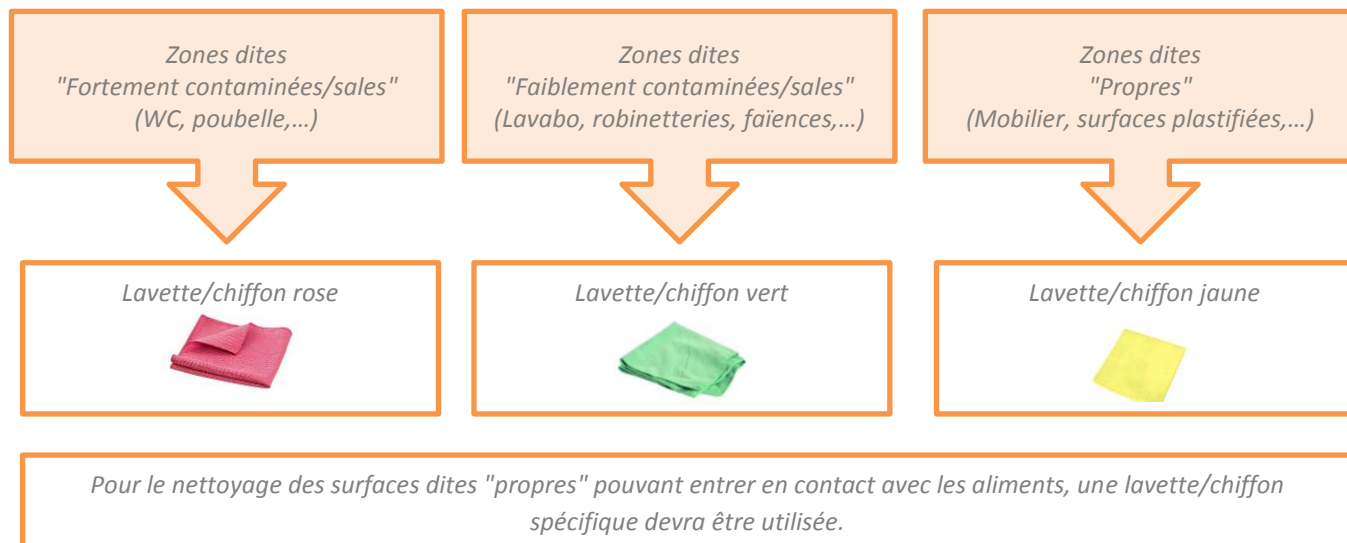 Zones dites
"Fortement contaminées/sales"
(WC, poubelle,…)
Zones dites
"Faiblement contaminées/sales"
(Lavabo, robinetteries, faïences,…)
Zones dites
"Propres"
(Mobilier, surfaces plastifiées,…)
Lavette/chiffon rose
Lavette/chiffon vert
Lavette/chiffon jaune
Pour le nettoyage des surfaces dites "propres" pouvant entrer en contact avec les aliments, une lavette/chiffon
spécifique devra être utilisée.